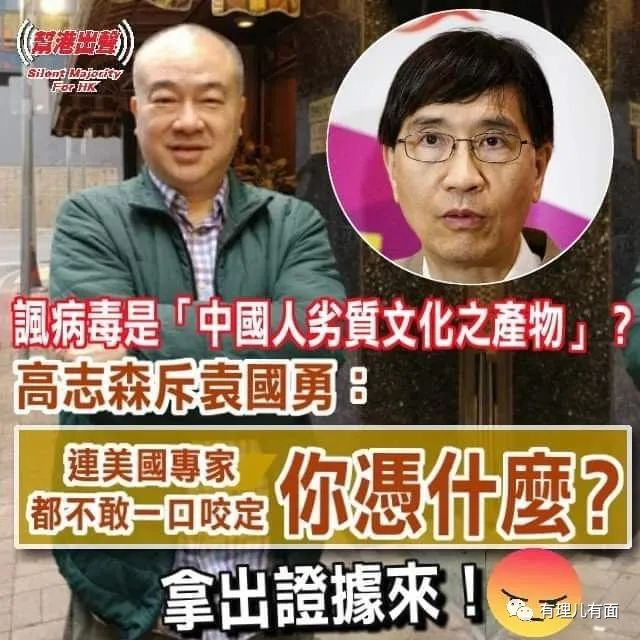 幫港出聲
Silent Majority
For HK
諷病毒是「中國人劣質文化之產物」？
高志森斥袁國勇：
連美國專家
都不敢一口咬定
你憑什麼？
拿出證據來！
有理儿有面